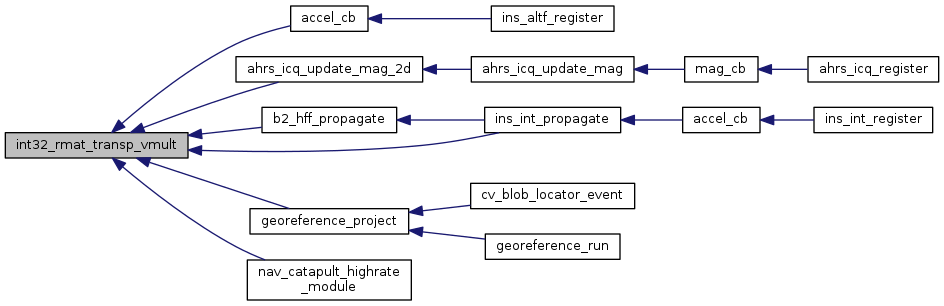 accel_cb
ins_altf_register
ahrs_icq_update_mag_2d
ahrs_icq_update_mag
mag_cb
ahrs_icq_register
b2_hff_propagate
ins_int_propagate
accel_cb
ins_int_register
int32_rmat_transp_vmult
cv_blob_locator_event
georeference_project
georeference_run
nav_catapult_highrate
_module